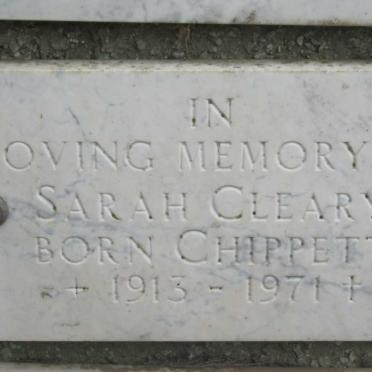 IN
OVING MEMORY
SARAH CLEARY
BORN CHIPPETT
+ 1913 - 1971 +